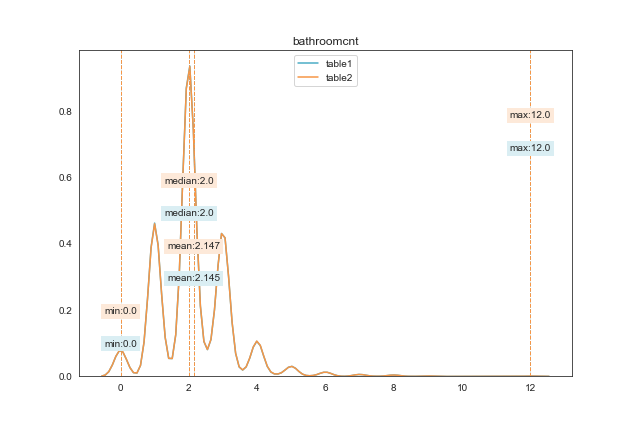 bathroomcnt
table1
table2
0.8
max:12.0
max:12.0
0.6
median:2.0
median:2.0
0.4
mean:2.147
mean:2.145
0.2
min:0.0
min:0.0
0.0
0 2 4 6 8 10 12